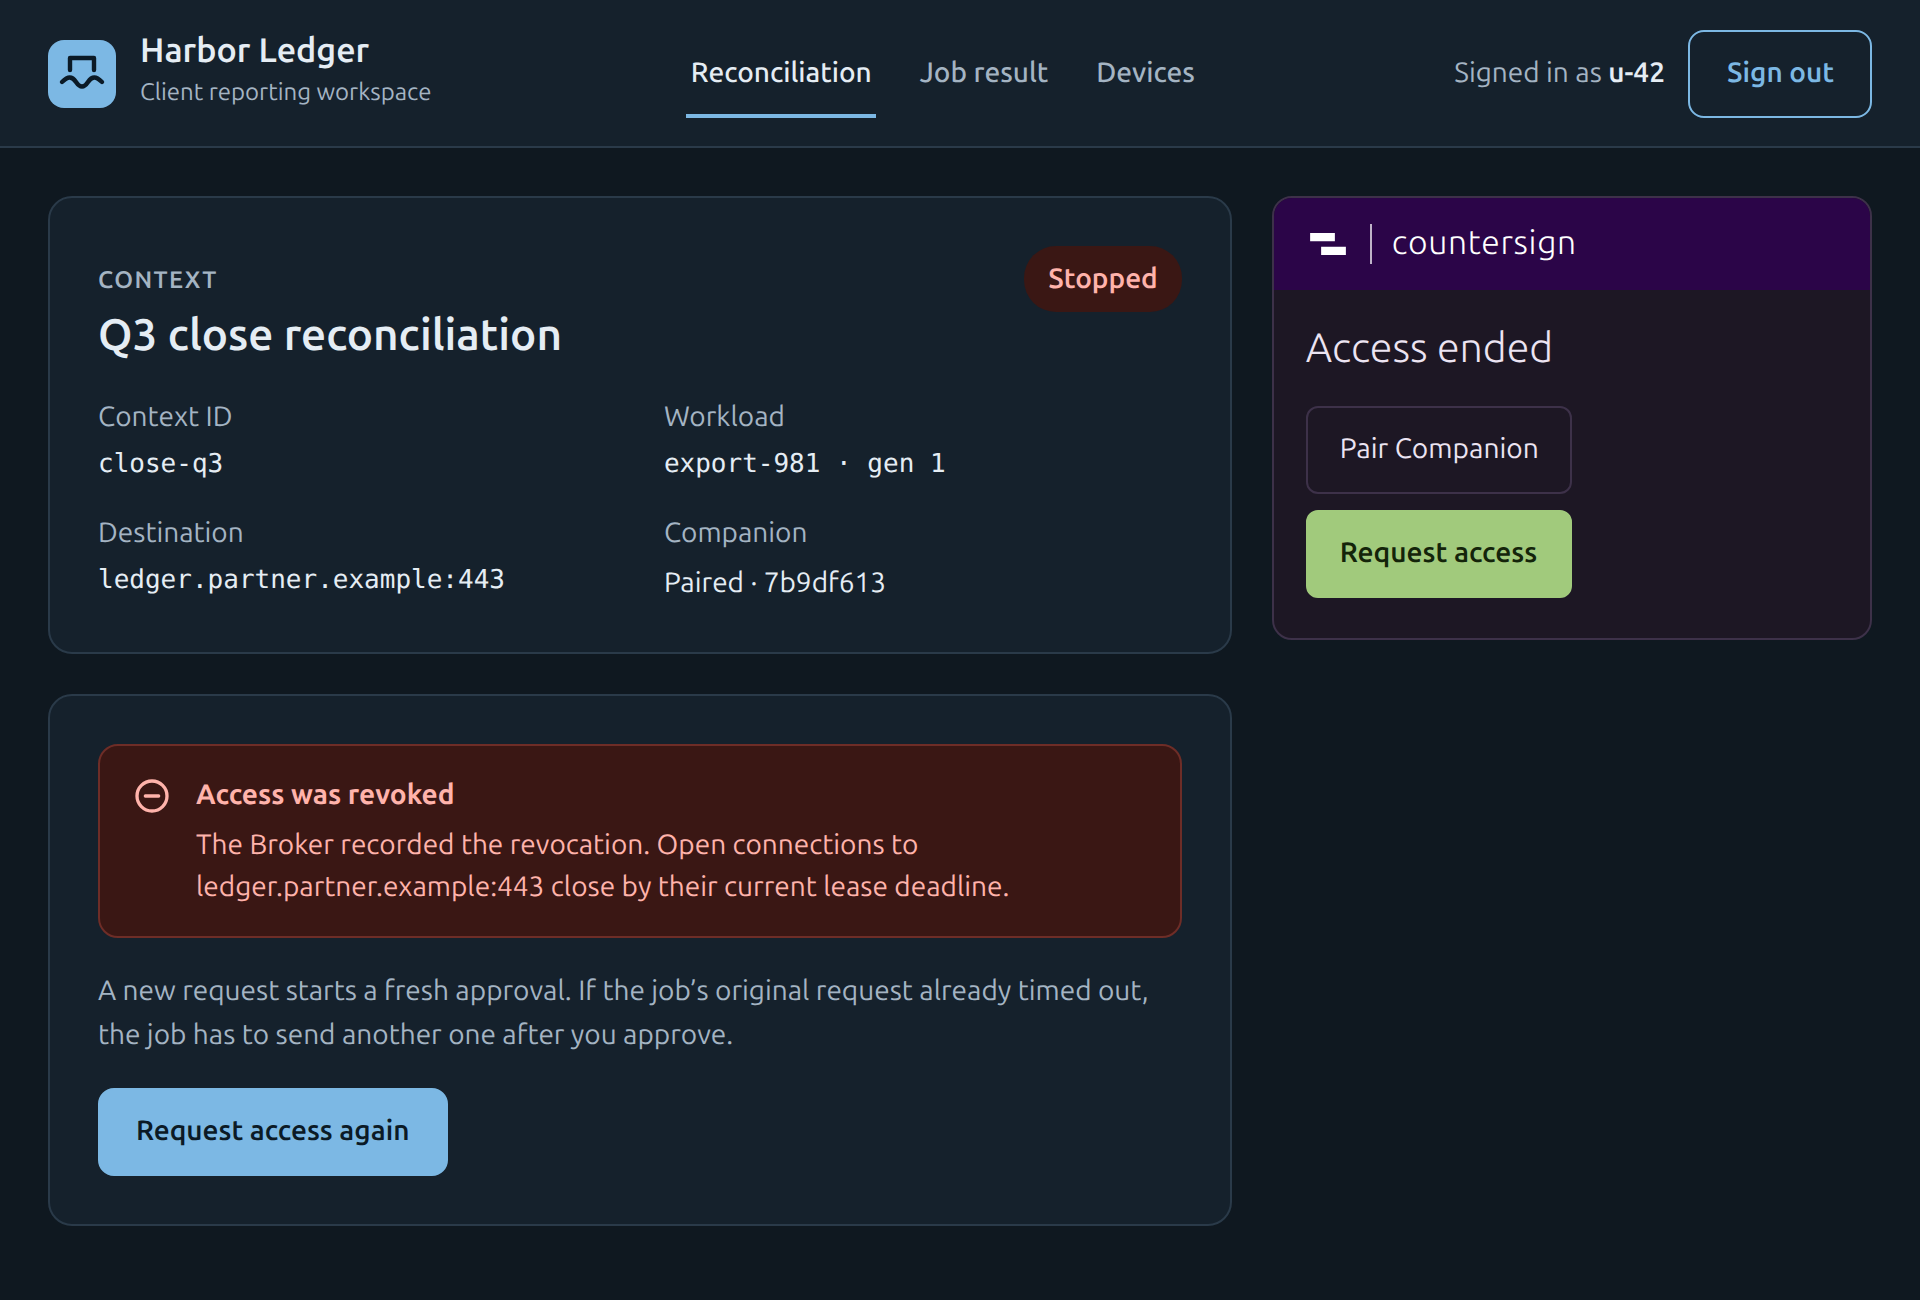 Harbor Ledger
Client reporting workspace
Reconciliation
Job result
Devices
Signed in as u-42
Sign out
CONTEXT
Stopped
Q3 close reconciliation
Context ID
close-q3
Workload
export-981 · gen 1
Destination
ledger.partner.example:443
Companion
Paired · 7b9df613
Access was revoked
The Broker recorded the revocation. Open connections to
ledger.partner.example:443 close by their current lease deadline.
A new request starts a fresh approval. If the job’s original request already timed out,
the job has to send another one after you approve.
Request access again
countersign
Access ended
Pair Companion
Request access